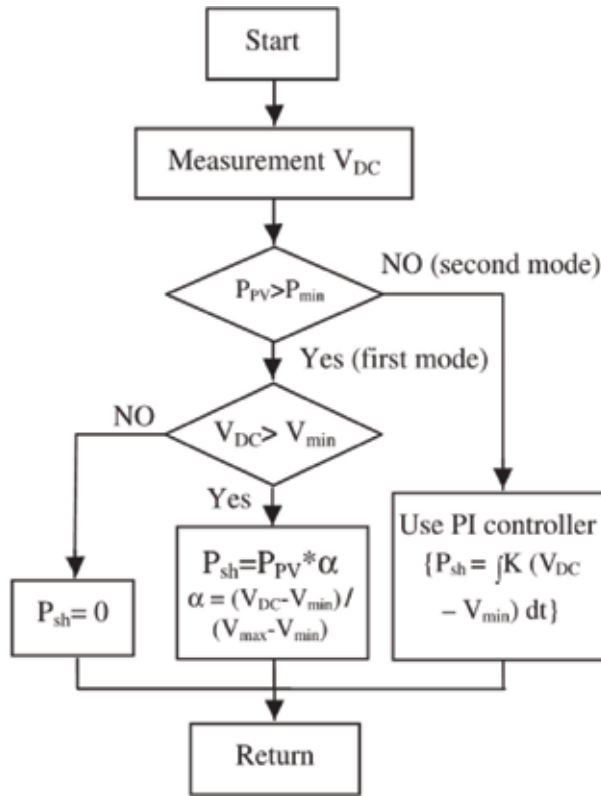 Start
Measurement V_DC
P_PV>P_min
NO (second mode)
Yes (first mode)
V_DC> V_min
NO
Yes
P_sh= 0
P_sh=P_PV*α
α = (V_DC-V_min) /
(V_max-V_min)
Use PI controller
{P_sh = ∫K (V_DC
– V_min) dt}
Return